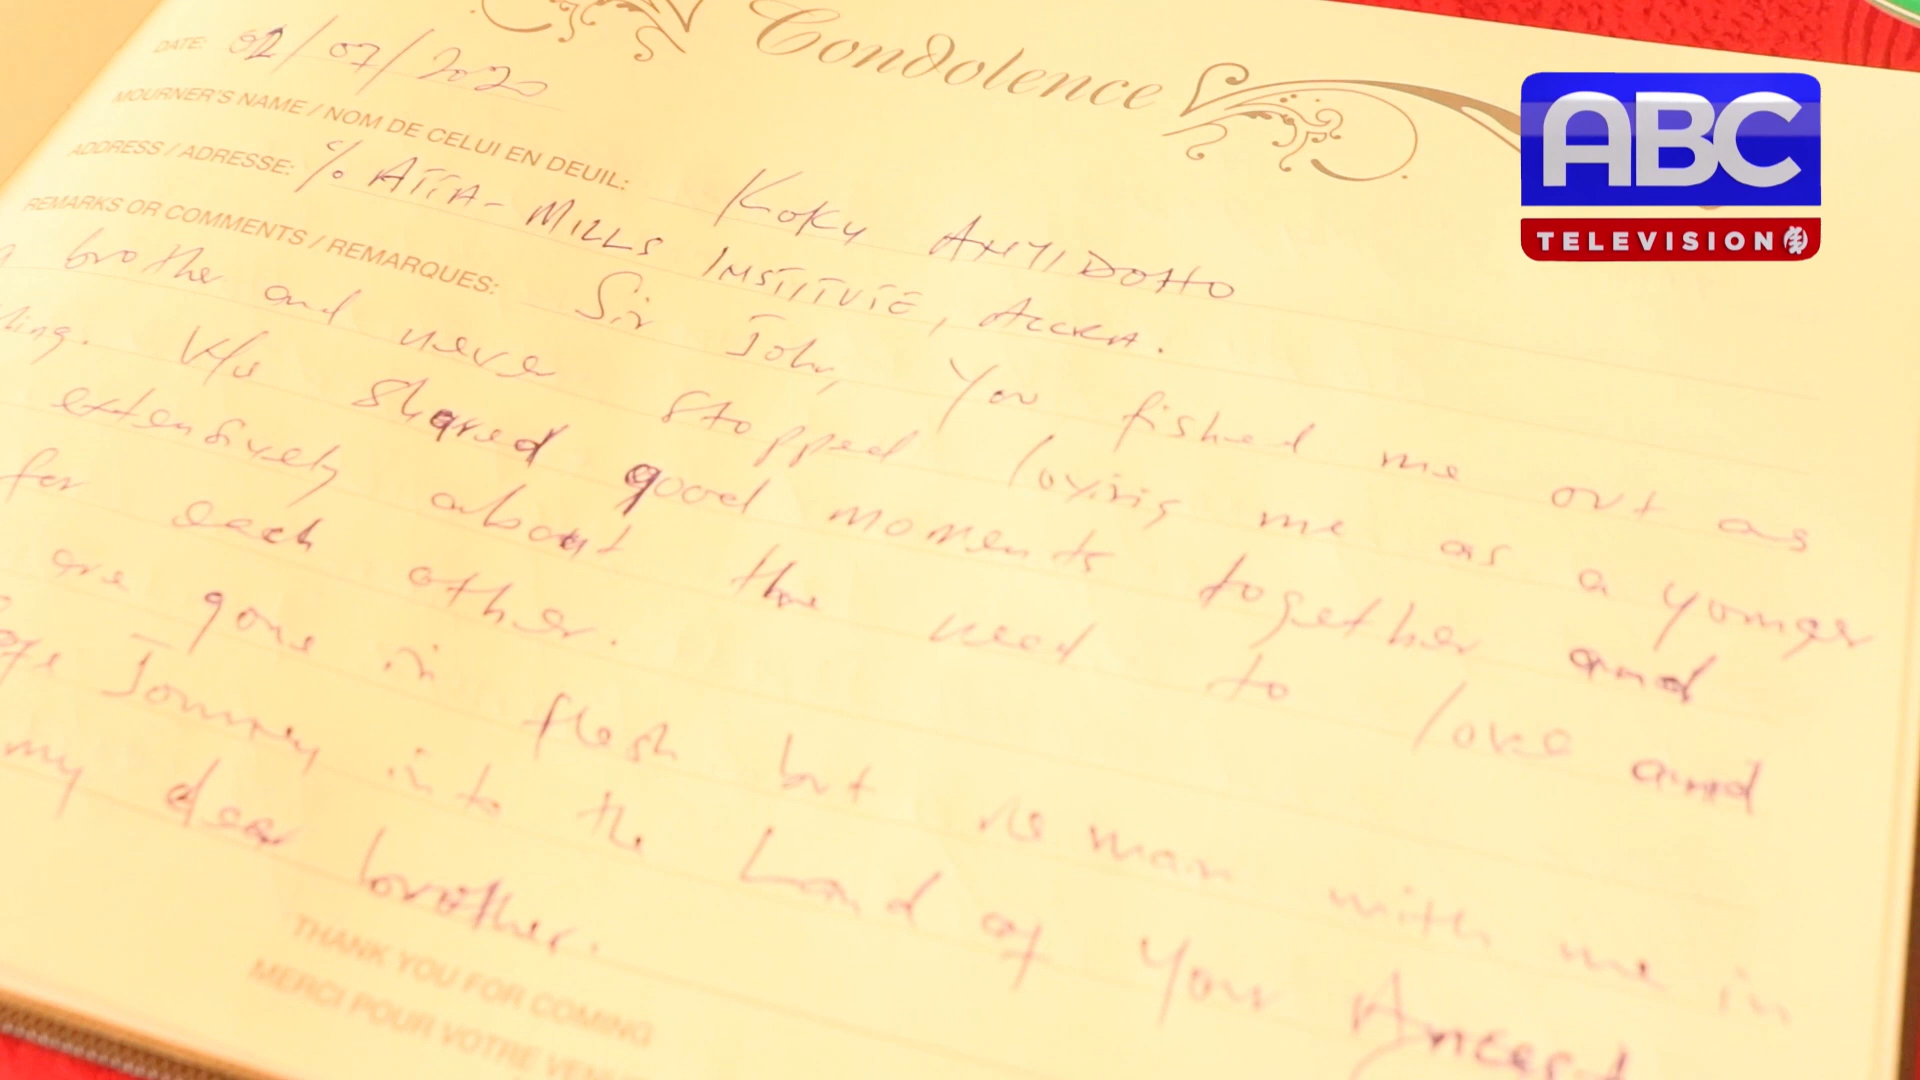 Condolence
DATE: 02/07/2020
MOURNER'S NAME / NOM DE CELUI EN DEUIL: KOKU ANYIDOHO
ADDRESS / ADRESSE: c/o ATTA-MILLS INSTITUTE, ACCRA.
REMARKS OR COMMENTS / REMARQUES: Sir John, you fished me out as
a brother and never stopped loving me as a younger
We shared good moments together and
extensively about the need to love and
for each other.
are gone in flesh but remain with me in
Journey into the Land of your Ancest
my dear brother.
THANK YOU FOR COMING
MERCI POUR VOTRE VENUE
ABC
TELEVISION